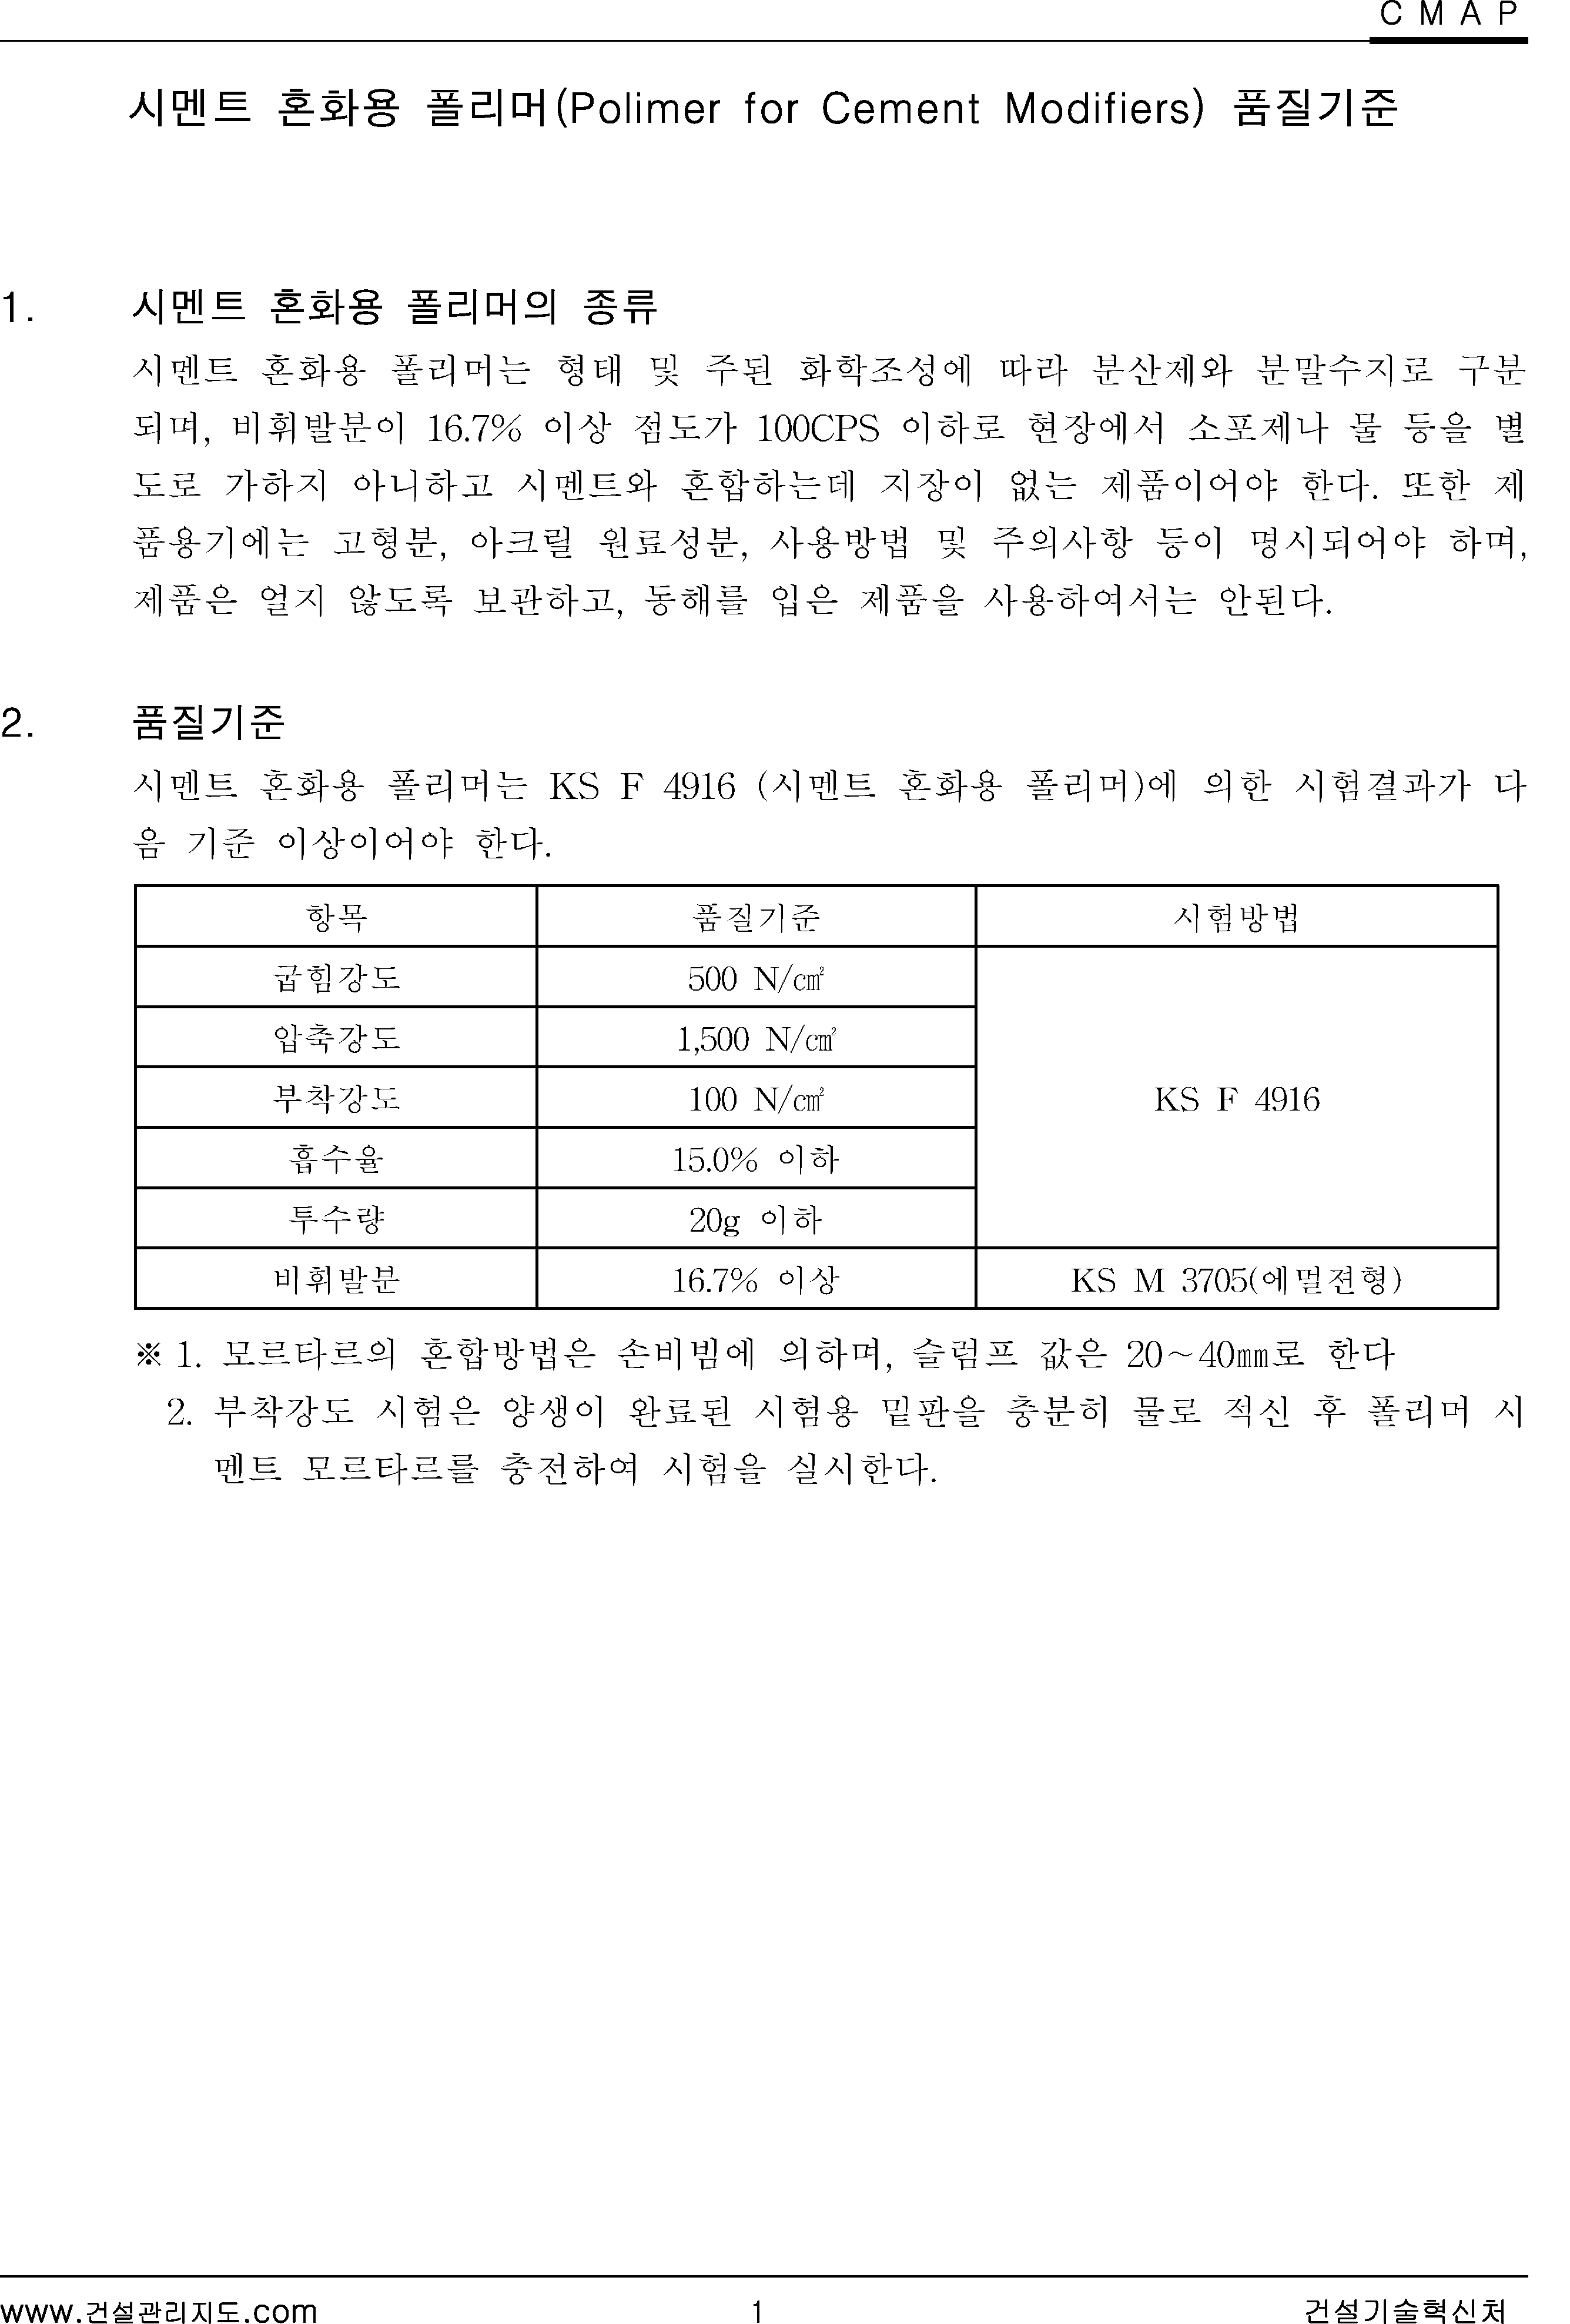 C M A P
시멘트 혼화용 폴리머(Polimer for Cement Modifiers) 품질기준
1. 시멘트 혼화용 폴리머의 종류
시멘트 혼화용 폴리머는 형태 및 주된 화학조성에 따라 분산제와 분말수지로 구분
되며, 비휘발분이 16.7% 이상 점도가 100CPS 이하로 현장에서 소포제나 물 등을 별
도로 가하지 아니하고 시멘트와 혼합하는데 지장이 없는 제품이어야 한다. 또한 제
품용기에는 고형분, 아크릴 원료성분, 사용방법 및 주의사항 등이 명시되어야 하며,
제품은 얼지 않도록 보관하고, 동해를 입은 제품을 사용하여서는 안된다.
2. 품질기준
시멘트 혼화용 폴리머는 KS F 4916 (시멘트 혼화용 폴리머)에 의한 시험결과가 다
음 기준 이상이어야 한다.
항목 품질기준 시험방법
굽힘강도 500 N/㎠
압축강도 1,500 N/㎠
부착강도 100 N/㎠ KS F 4916
흡수율 15.0% 이하
투수량 20g 이하
비휘발분 16.7% 이상 KS M 3705(에멀젼형)
※ 1. 모르타르의 혼합방법은 손비빔에 의하며, 슬럼프 값은 20~40㎜로 한다
2. 부착강도 시험은 양생이 완료된 시험용 밑판을 충분히 물로 적신 후 폴리머 시
멘트 모르타르를 충전하여 시험을 실시한다.
www.건설관리지도.com 1 건설기술혁신처